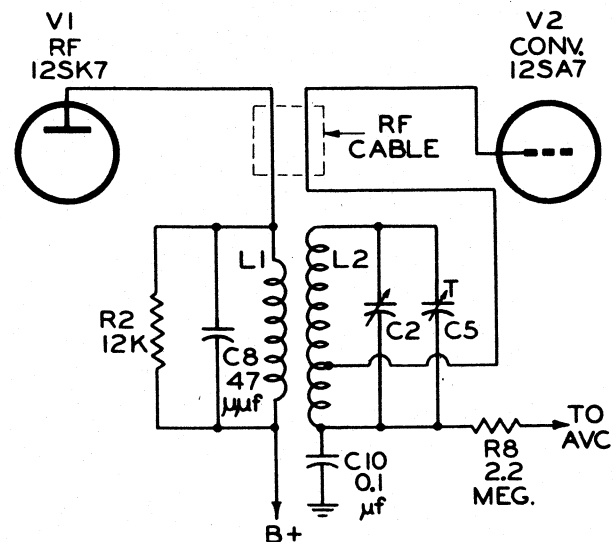 V1
RF
12SK7
V2
CONV.
12SA7
RF
CABLE
L1
L2
T
R2
12K
C8
47
μμf
C2
C5
C10
0.1
μf
R8
2.2
MEG.
TO
AVC
B+